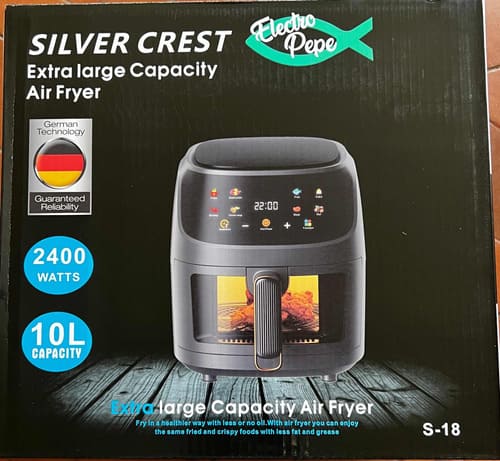 Electro
Pepe
SILVER CREST
Extra large Capacity
Air Fryer
German
Technology
Guaranteed
Reliability
2400
WATTS
10L
CAPACITY
22:00
Extra large Capacity Air Fryer
Fry in a healthier way with less or no oil.With air fryer you can enjoy
the same fried and crispy foods with less fat and grease
S-18